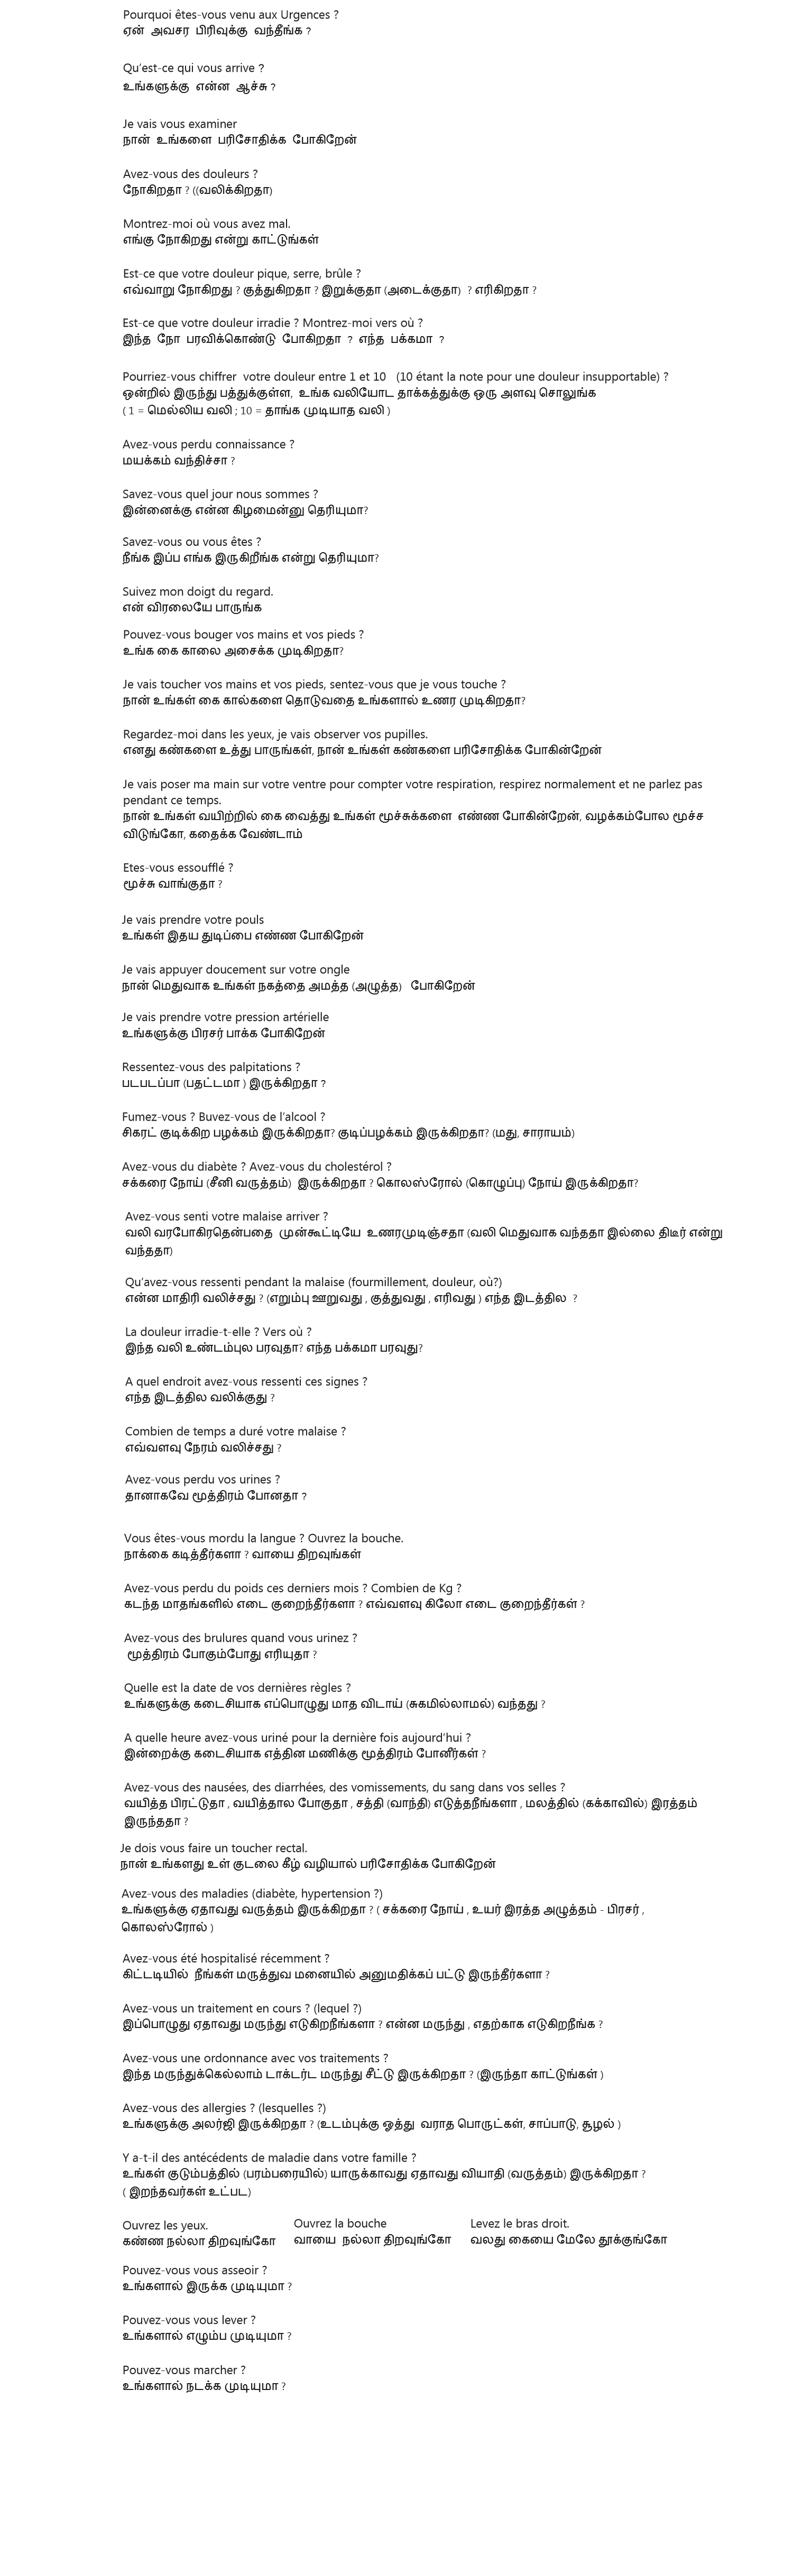 Pourquoi êtes-vous venu aux Urgences ?
ஏன் அவசர பிரிவுக்கு வந்தீங்க ?
Qu'est-ce qui vous arrive ?
உங்களுக்கு என்ன ஆச்சு ?
Je vais vous examiner
நான் உங்களை பரிசோதிக்க போகிறேன்
Avez-vous des douleurs ?
நோகிறதா ? ((வலிக்கிறதா)
Montrez-moi où vous avez mal.
எங்கு நோகிறது என்று காட்டுங்கள்
Est-ce que votre douleur pique, serre, brûle ?
எவ்வாறு நோகிறது ? குத்துகிறதா ? இறுக்குதா (அடைக்குதா) ? எரிகிறதா ?
Est-ce que votre douleur irradie ? Montrez-moi vers où ?
இந்த நோ பரவிக்கொண்டு போகிறதா ? எந்த பக்கமா ?
Pourriez-vous chiffrer votre douleur entre 1 et 10 (10 étant la note pour une douleur insupportable) ?
ஒன்றில் இருந்து பத்துக்குள்ள, உங்க வலியோட தாக்கத்துக்கு ஒரு அளவு சொலுங்க
( 1 = மெல்லிய வலி ; 10 = தாங்க முடியாத வலி )
Avez-vous perdu connaissance ?
மயக்கம் வந்திச்சா ?
Savez-vous quel jour nous sommes ?
இன்னைக்கு என்ன கிழமைன்னு தெரியுமா?
Savez-vous ou vous êtes ?
நீங்க இப்ப எங்க இருகிறீங்க என்று தெரியுமா?
Suivez mon doigt du regard.
என் விரலையே பாருங்க
Pouvez-vous bouger vos mains et vos pieds ?
உங்க கை காலை அசைக்க முடிகிறதா?
Je vais toucher vos mains et vos pieds, sentez-vous que je vous touche ?
நான் உங்கள் கை கால்களை தொடுவதை உங்களால் உணர முடிகிறதா?
Regardez-moi dans les yeux, je vais observer vos pupilles.
எனது கண்களை உத்து பாருங்கள், நான் உங்கள் கண்களை பரிசோதிக்க போகின்றேன்
Je vais poser ma main sur votre ventre pour compter votre respiration, respirez normalement et ne parlez pas
pendant ce temps.
நான் உங்கள் வயிற்றில் கை வைத்து உங்கள் மூச்சுக்களை எண்ண போகின்றேன், வழக்கம்போல மூச்ச
விடுங்கோ, கதைக்க வேண்டாம்
Etes-vous essoufflé ?
மூச்சு வாங்குதா ?
Je vais prendre votre pouls
உங்கள் இதய துடிப்பை எண்ண போகிறேன்
Je vais appuyer doucement sur votre ongle
நான் மெதுவாக உங்கள் நகத்தை அமத்த (அழுத்த) போகிறேன்
Je vais prendre votre pression artérielle
உங்களுக்கு பிரசர் பாக்க போகிறேன்
Ressentez-vous des palpitations ?
படபடப்பா (பதட்டமா ) இருக்கிறதா ?
Fumez-vous ? Buvez-vous de l'alcool ?
சிகரட் குடிக்கிற பழக்கம் இருக்கிறதா? குடிப்பழக்கம் இருக்கிறதா? (மது, சாராயம்)
Avez-vous du diabète ? Avez-vous du cholestérol ?
சக்கரை நோய் (சீனி வருத்தம்) இருக்கிறதா ? கொலஸ்ரோல் (கொழுப்பு) நோய் இருக்கிறதா?
Avez-vous senti votre malaise arriver ?
வலி வரபோகிரதென்பதை முன்கூட்டியே உணரமுடிஞ்சதா (வலி மெதுவாக வந்ததா இல்லை திடீர் என்று
வந்ததா)
Qu'avez-vous ressenti pendant la malaise (fourmillement, douleur, où?)
என்ன மாதிரி வலிச்சது ? (எறும்பு ஊறுவது , குத்துவது , எரிவது ) எந்த இடத்தில ?
La douleur irradie-t-elle ? Vers où ?
இந்த வலி உண்டம்புல பரவுதா? எந்த பக்கமா பரவுது?
A quel endroit avez-vous ressenti ces signes ?
எந்த இடத்தில வலிக்குது ?
Combien de temps a duré votre malaise ?
எவ்வளவு நேரம் வலிச்சது ?
Avez-vous perdu vos urines ?
தானாகவே மூத்திரம் போனதா ?
Vous êtes-vous mordu la langue ? Ouvrez la bouche.
நாக்கை கடித்தீர்களா ? வாயை திறவுங்கள்
Avez-vous perdu du poids ces derniers mois ? Combien de Kg ?
கடந்த மாதங்களில் எடை குறைந்தீர்களா ? எவ்வளவு கிலோ எடை குறைந்தீர்கள் ?
Avez-vous des brulures quand vous urinez ?
மூத்திரம் போகும்போது எரியுதா ?
Quelle est la date de vos dernières règles ?
உங்களுக்கு கடைசியாக எப்பொழுது மாத விடாய் (சுகமில்லாமல்) வந்தது ?
A quelle heure avez-vous uriné pour la dernière fois aujourd'hui ?
இன்றைக்கு கடைசியாக எத்தின மணிக்கு மூத்திரம் போனீர்கள் ?
Avez-vous des nausées, des diarrhées, des vomissements, du sang dans vos selles ?
வயித்த பிரட்டுதா , வயித்தால போகுதா , சத்தி (வாந்தி) எடுத்தநீங்களா , மலத்தில் (கக்காவில்) இரத்தம்
இருந்ததா ?
Je dois vous faire un toucher rectal.
நான் உங்களது உள் குடலை கீழ் வழியால் பரிசோதிக்க போகிறேன்
Avez-vous des maladies (diabète, hypertension ?)
உங்களுக்கு ஏதாவது வருத்தம் இருக்கிறதா ? ( சக்கரை நோய் , உயர் இரத்த அழுத்தம் - பிரசர் ,
கொலஸ்ரோல் )
Avez-vous été hospitalisé récemment ?
கிட்டடியில் நீங்கள் மருத்துவ மனையில் அனுமதிக்கப் பட்டு இருந்தீர்களா ?
Avez-vous un traitement en cours ? (lequel ?)
இப்பொழுது ஏதாவது மருந்து எடுகிறநீங்களா ? என்ன மருந்து , எதற்காக எடுகிறநீங்க ?
Avez-vous une ordonnance avec vos traitements ?
இந்த மருந்துக்கெல்லாம் டாக்டர்ட மருந்து சீட்டு இருக்கிறதா ? (இருந்தா காட்டுங்கள் )
Avez-vous des allergies ? (lesquelles ?)
உங்களுக்கு அலர்ஜி இருக்கிறதா ? (உடம்புக்கு ஒத்து வராத பொருட்கள், சாப்பாடு, சூழல் )
Y a-t-il des antécédents de maladie dans votre famille ?
உங்கள் குடும்பத்தில் (பரம்பரையில்) யாருக்காவது ஏதாவது வியாதி (வருத்தம்) இருக்கிறதா ?
( இறந்தவர்கள் உட்பட)
Ouvrez les yeux.
கண்ண நல்லா திறவுங்கோ
Ouvrez la bouche
வாயை நல்லா திறவுங்கோ
Levez le bras droit.
வலது கையை மேலே தூக்குங்கோ
Pouvez-vous vous asseoir ?
உங்களால் இருக்க முடியுமா ?
Pouvez-vous vous lever ?
உங்களால் எழும்ப முடியுமா ?
Pouvez-vous marcher ?
உங்களால் நடக்க முடியுமா ?